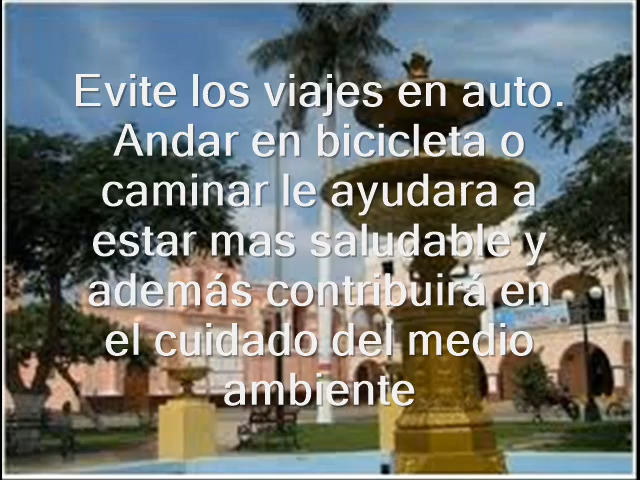 Evite los viajes en auto.
Andar en bicicleta o
caminar le ayudara a
estar mas saludable y
además contribuirá en
el cuidado del medio
ambiente